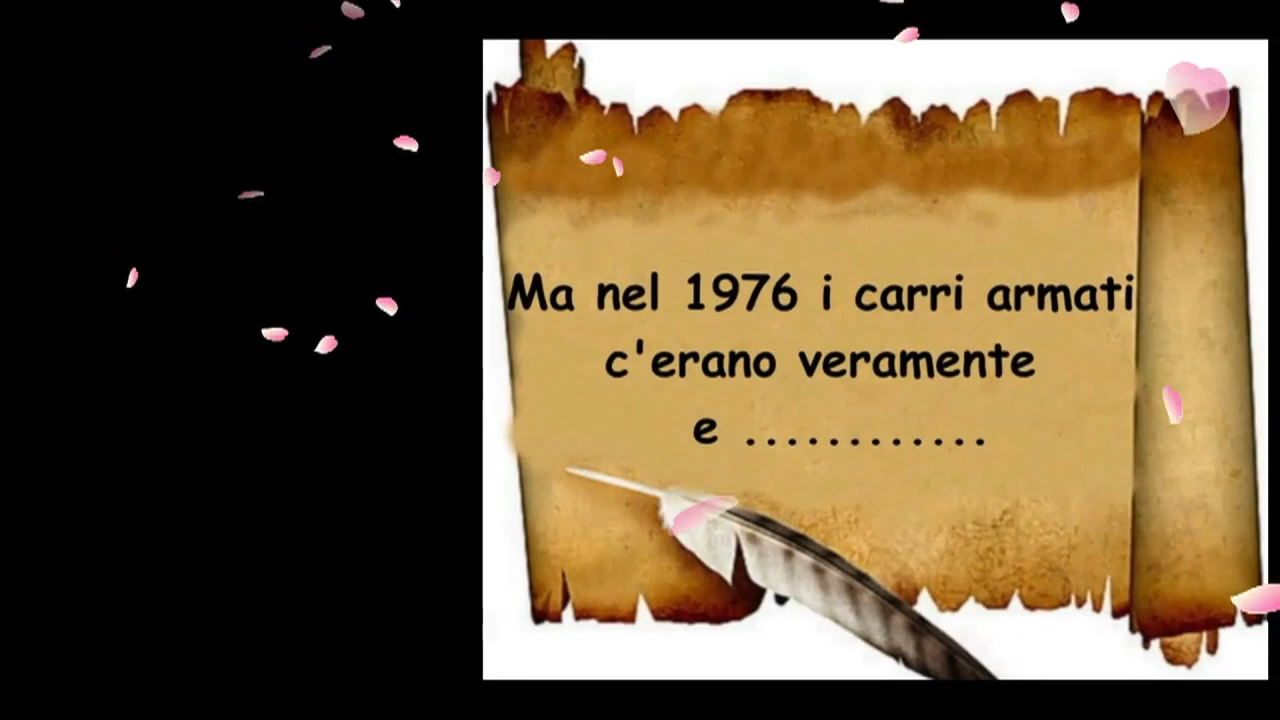 Ma nel 1976 i carri armati
c'erano veramente
e ............